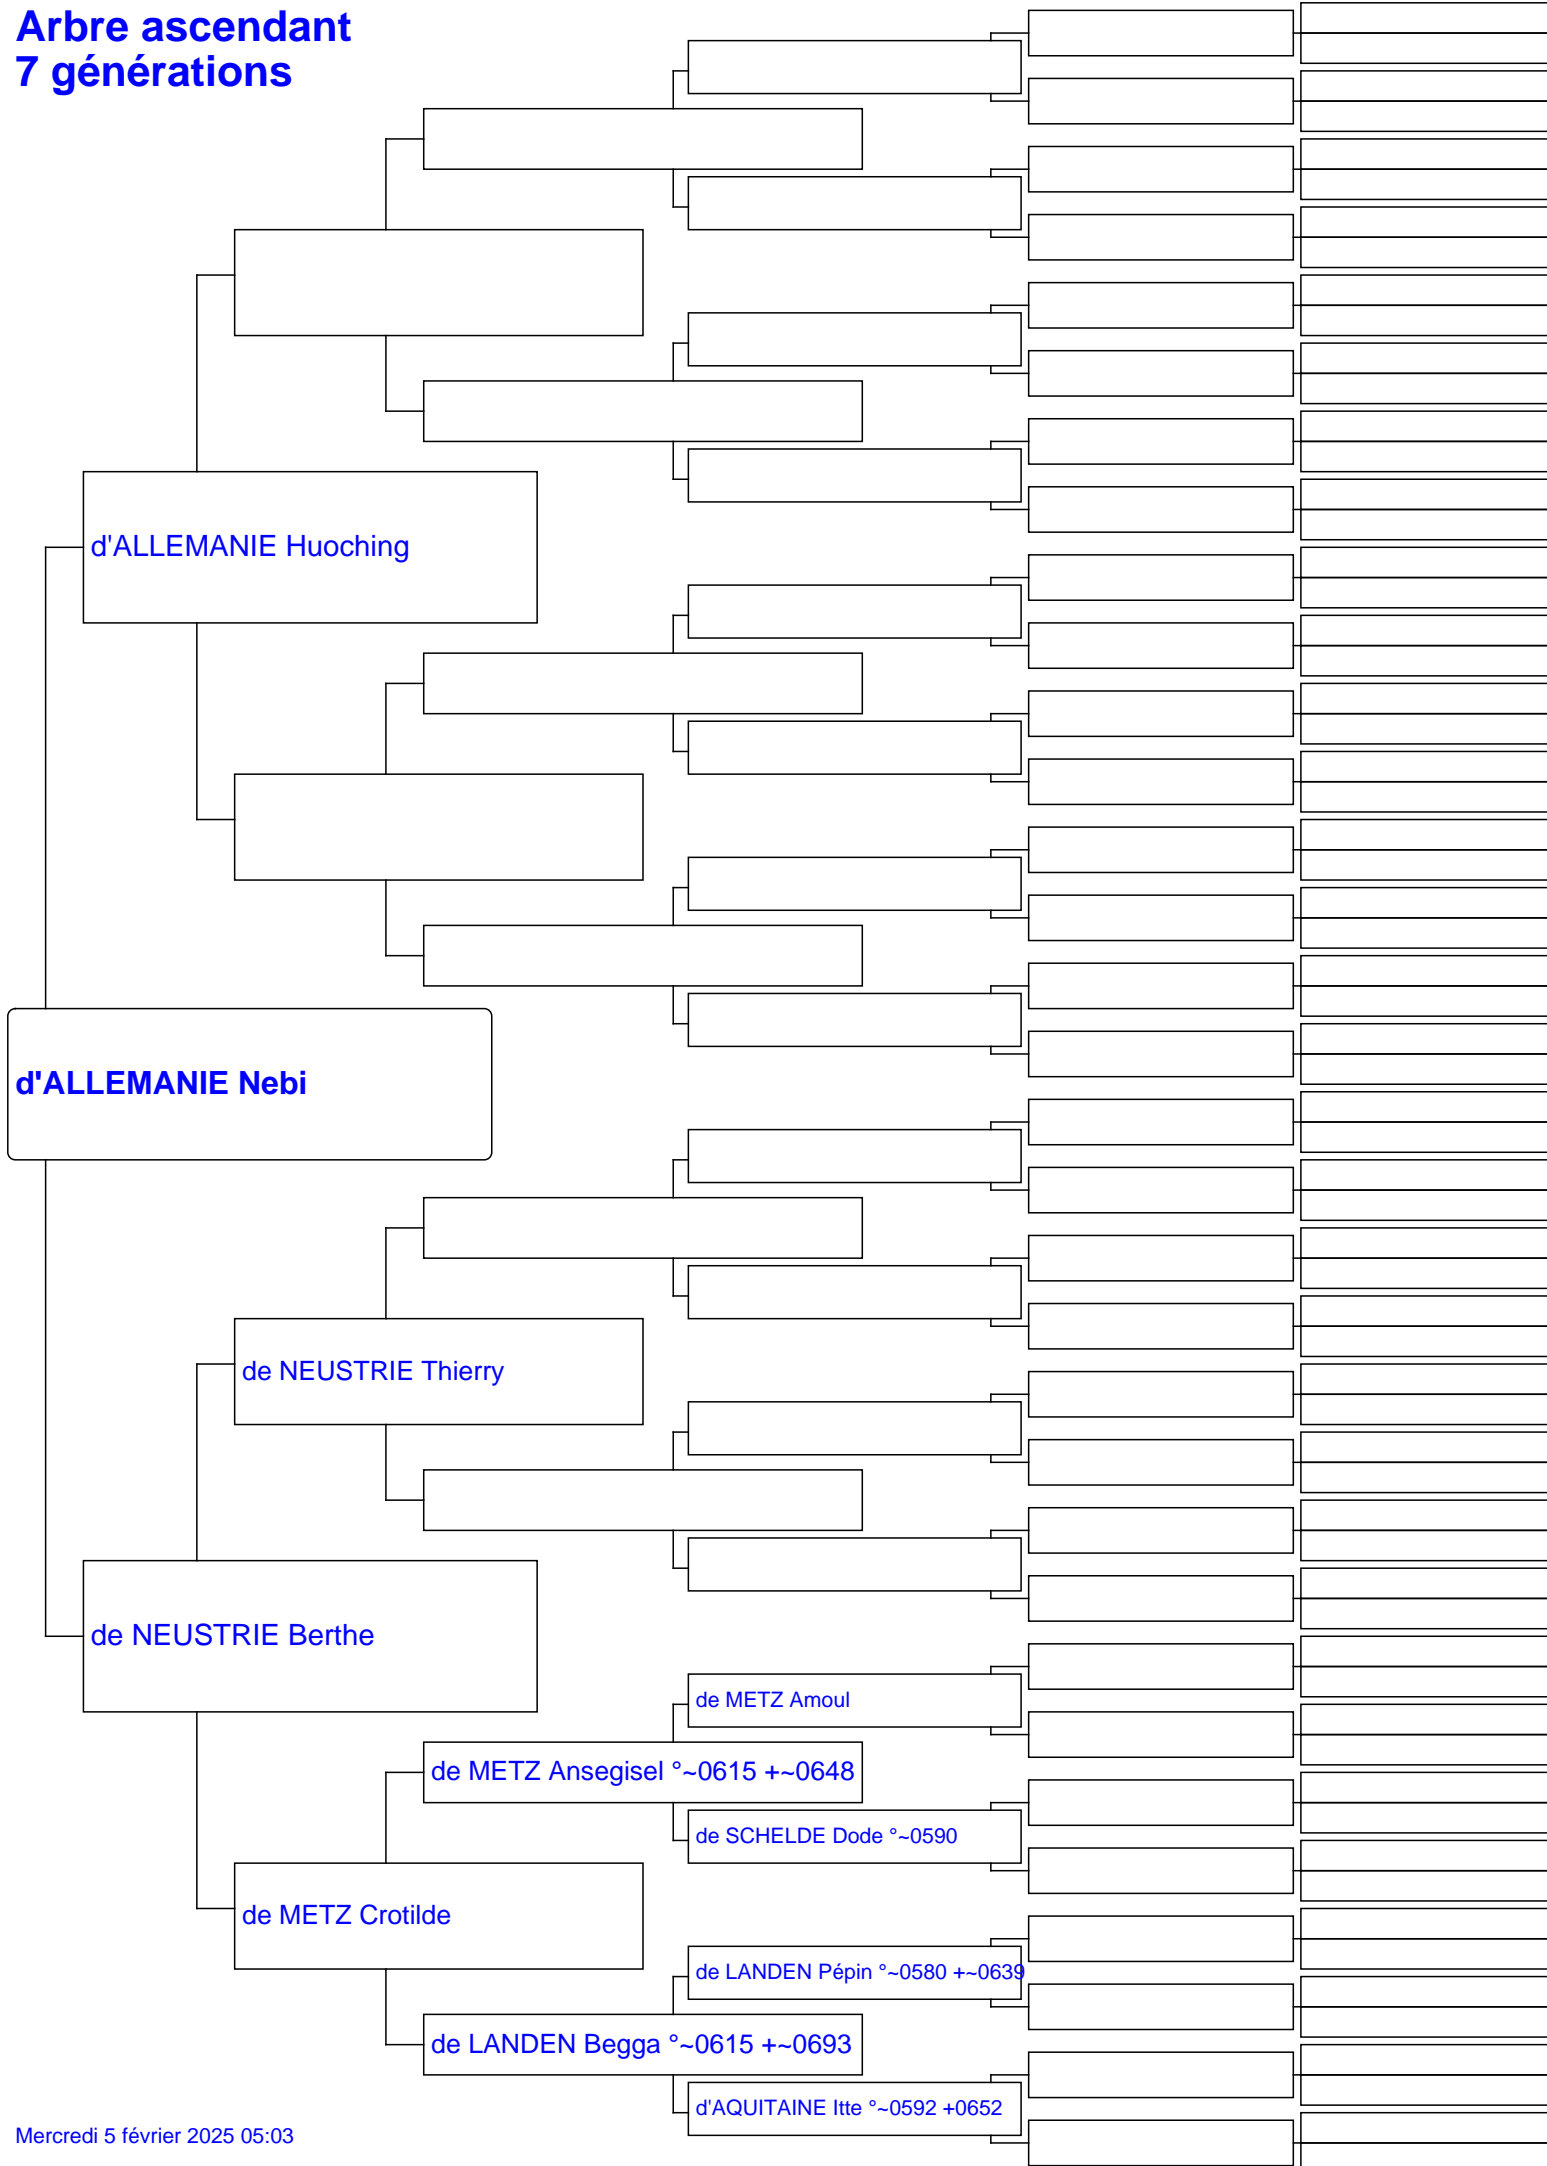 Arbre ascendant
7 générations
d'ALLEMANIE Huoching
d'ALLEMANIE Nebi
de NEUSTRIE Thierry
de NEUSTRIE Berthe
de METZ Amoul
de METZ Ansegisel °~0615 +~0648
de SCHELDE Dode °~0590
de METZ Crotilde
de LANDEN Pépin °~0580 +~0639
de LANDEN Begga °~0615 +~0693
d'AQUITAINE Itte °~0592 +0652
Mercredi 5 février 2025 05:03